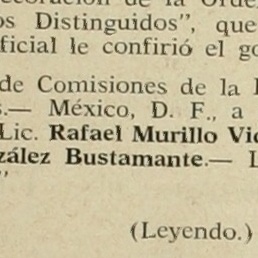 oración de la Orde
os Distinguidos", que
ficial le confirió el go
de Comisiones de la
s.— México, D. F., a
Lic. Rafael Murillo Vi
zález Bustamante.— L
"
(Leyendo.)